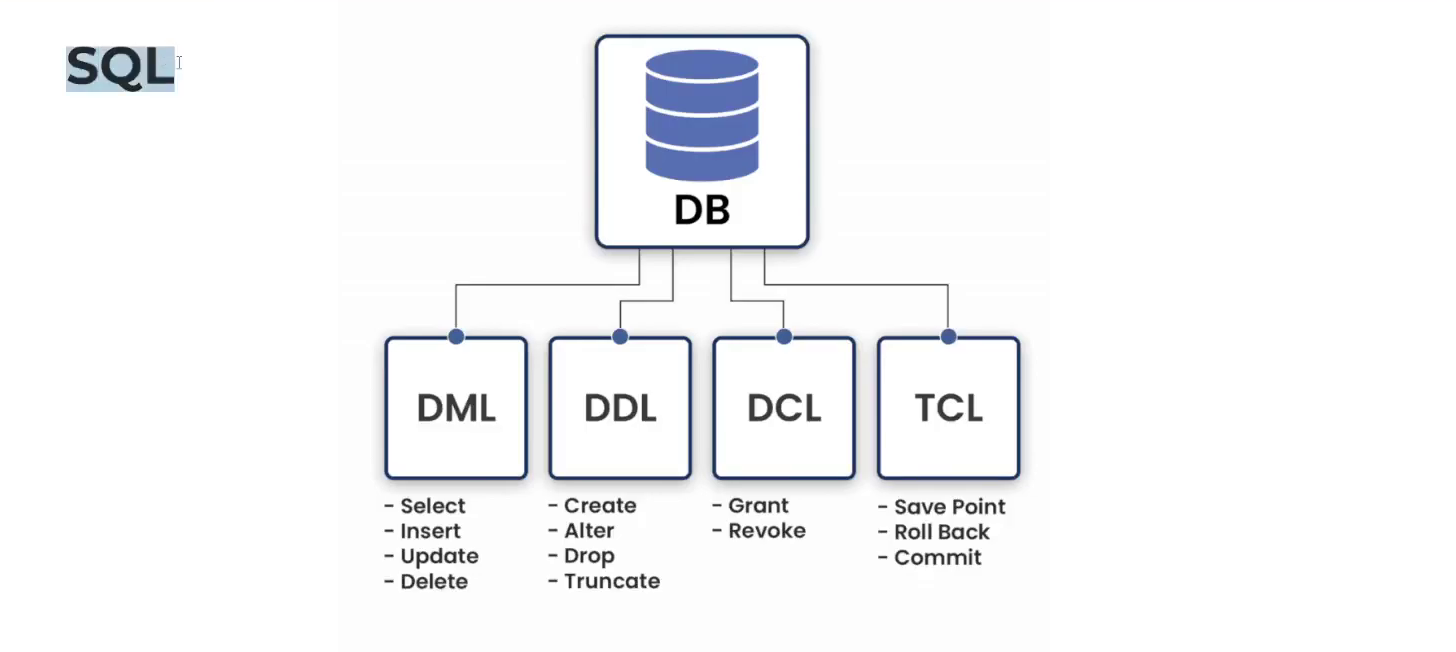 SQL
DB
DML
DDL
DCL
TCL
- Select
- Insert
- Update
- Delete
- Create
- Alter
- Drop
- Truncate
- Grant
- Revoke
- Save Point
- Roll Back
- Commit